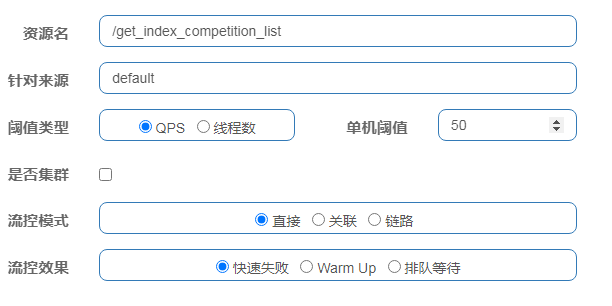 资源名 /get_index_competition_list
针对来源 default
阈值类型 QPS 线程数 单机阈值 50
是否集群
流控模式 直接 关联 链路
流控效果 快速失败 Warm Up 排队等待